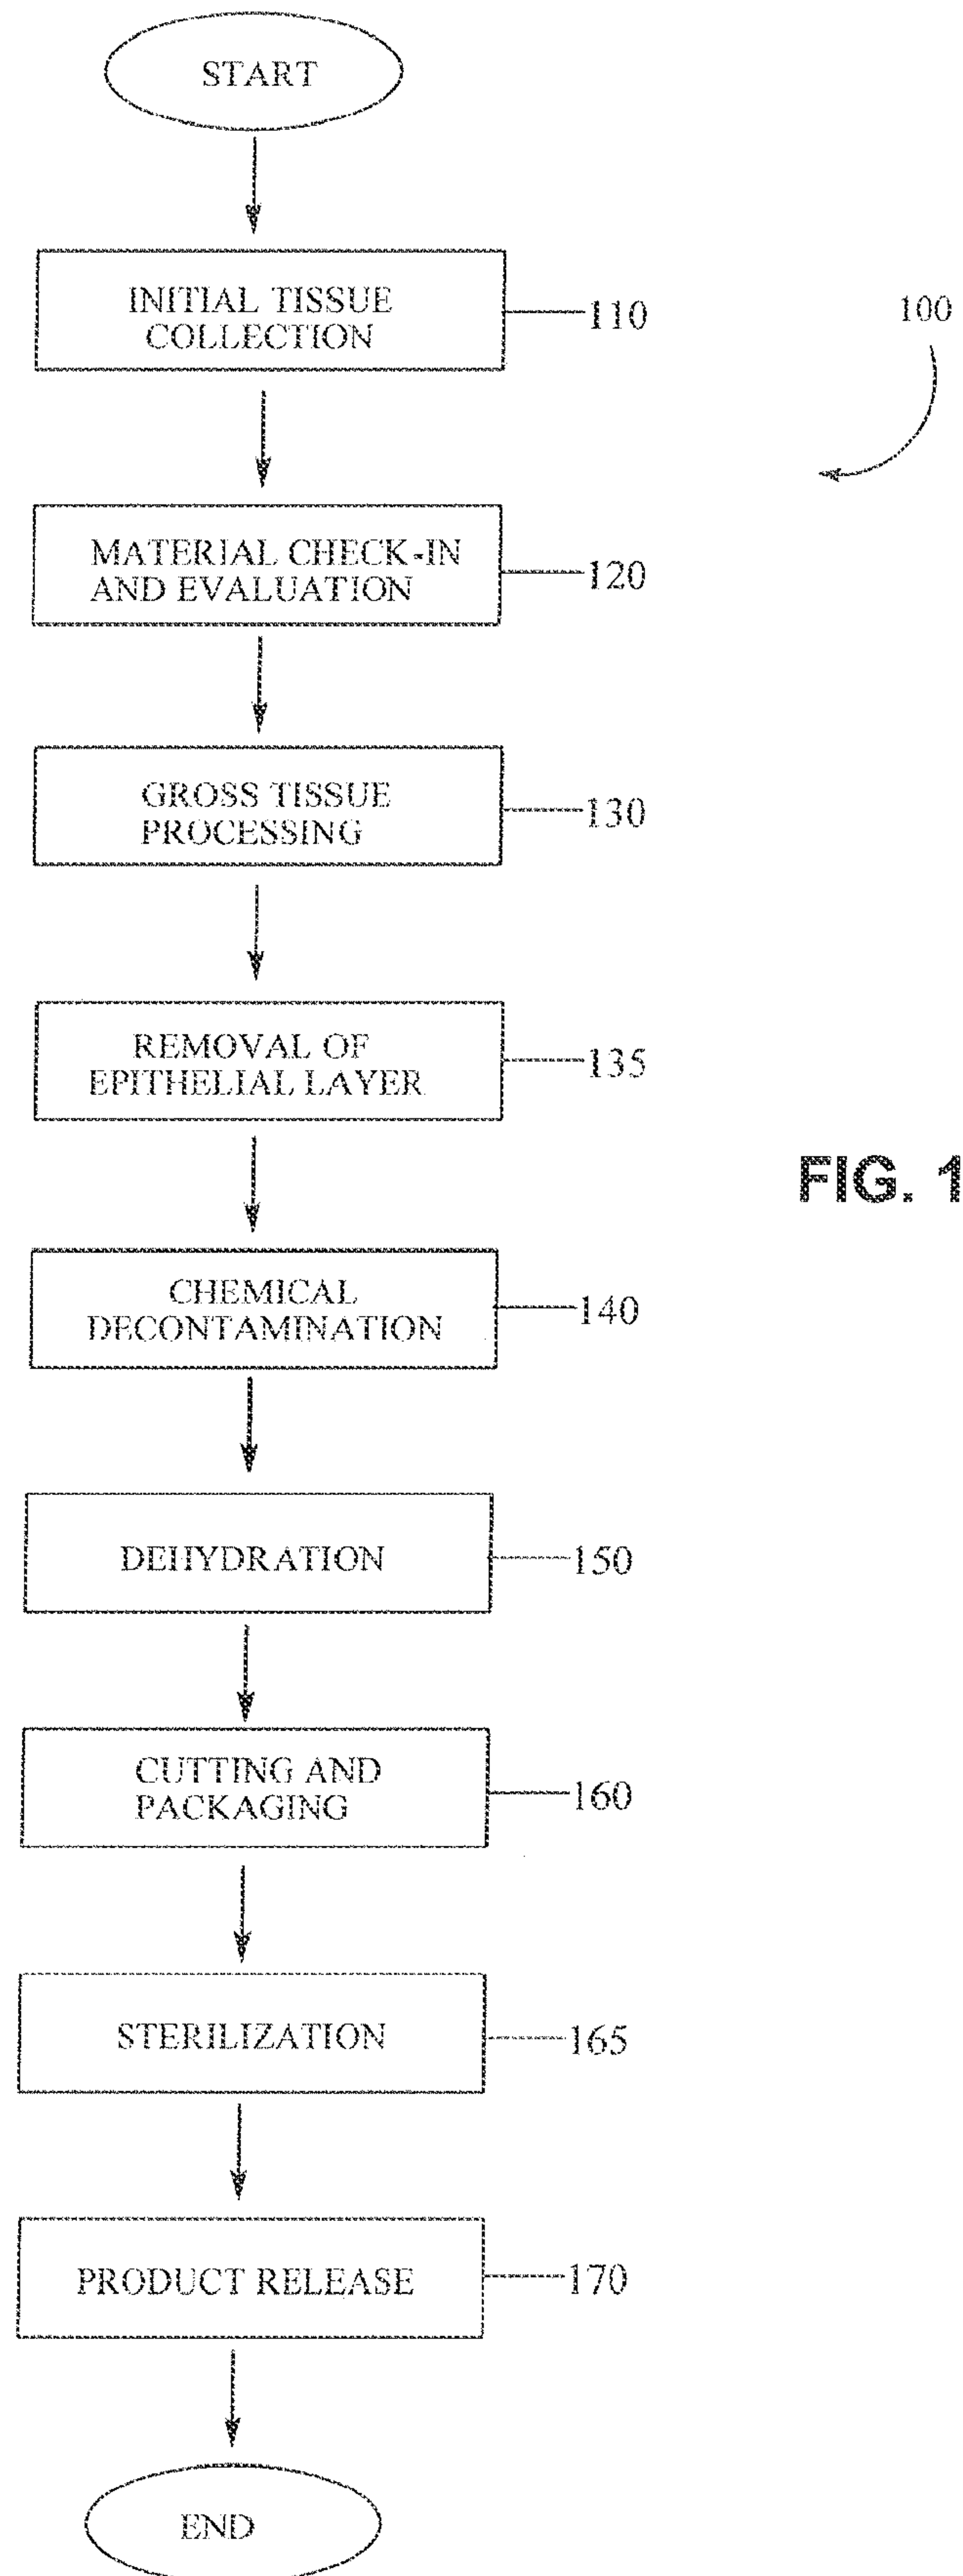 START
INITIAL TISSUE
COLLECTION
110
100
MATERIAL CHECK-IN
AND EVALUATION
120
GROSS TISSUE
PROCESSING
130
REMOVAL OF
EPITHELIAL LAYER
135
FIG. 1
CHEMICAL
DECONTAMINATION
140
DEHYDRATION
150
CUTTING AND
PACKAGING
160
STERILIZATION
165
PRODUCT RELEASE
170
END